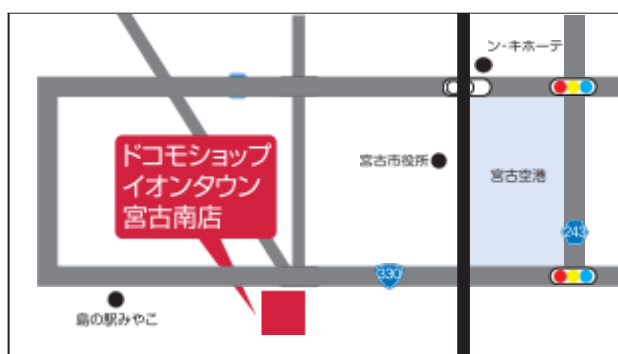 ン・キホーテ
ドコモショップ
イオンタウン
宮古南店
宮古市役所
宮古空港
243
330
島の駅みやこ